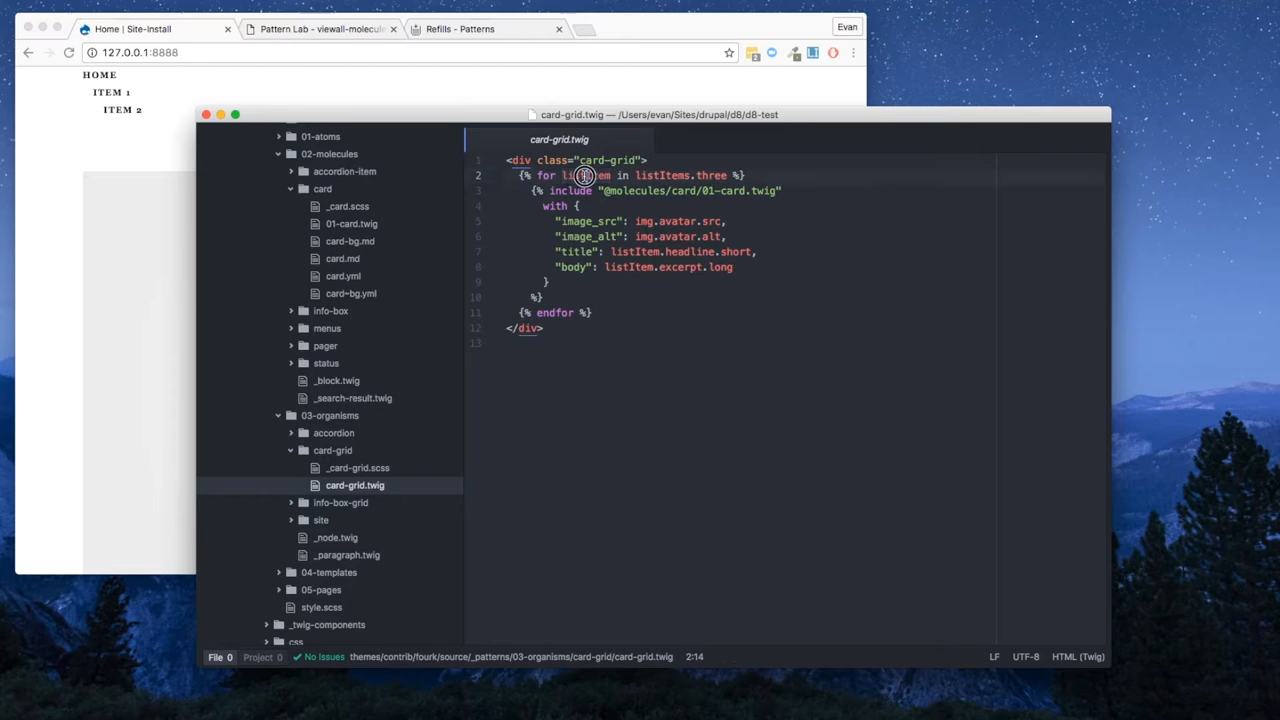 Home | Site-Install
Pattern Lab - viewall-molecule
Refills - Patterns
Evan
127.0.0.1:8888
HOME
ITEM 1
ITEM 2
card-grid.twig — /Users/evan/Sites/drupal/d8/d8-test
01-atoms
02-molecules
accordion-item
card
_card.scss
01-card.twig
card-bg.md
card.md
card.yml
card~bg.yml
info-box
menus
pager
status
_block.twig
_search-result.twig
03-organisms
accordion
card-grid
_card-grid.scss
card-grid.twig
info-box-grid
site
_node.twig
_paragraph.twig
04-templates
05-pages
style.scss
_twig-components
css
card-grid.twig
1 <div class="card-grid">
2 {% for listItem in listItems.three %}
3 {% include "@molecules/card/01-card.twig"
4 with {
5 "image_src": img.avatar.src,
6 "image_alt": img.avatar.alt,
7 "title": listItem.headline.short,
8 "body": listItem.excerpt.long
9 }
10 %}
11 {% endfor %}
12 </div>
13
File 0 Project 0 No Issues themes/contrib/fourk/source/_patterns/03-organisms/card-grid/card-grid.twig 2:14 LF UTF-8 HTML (Twig)